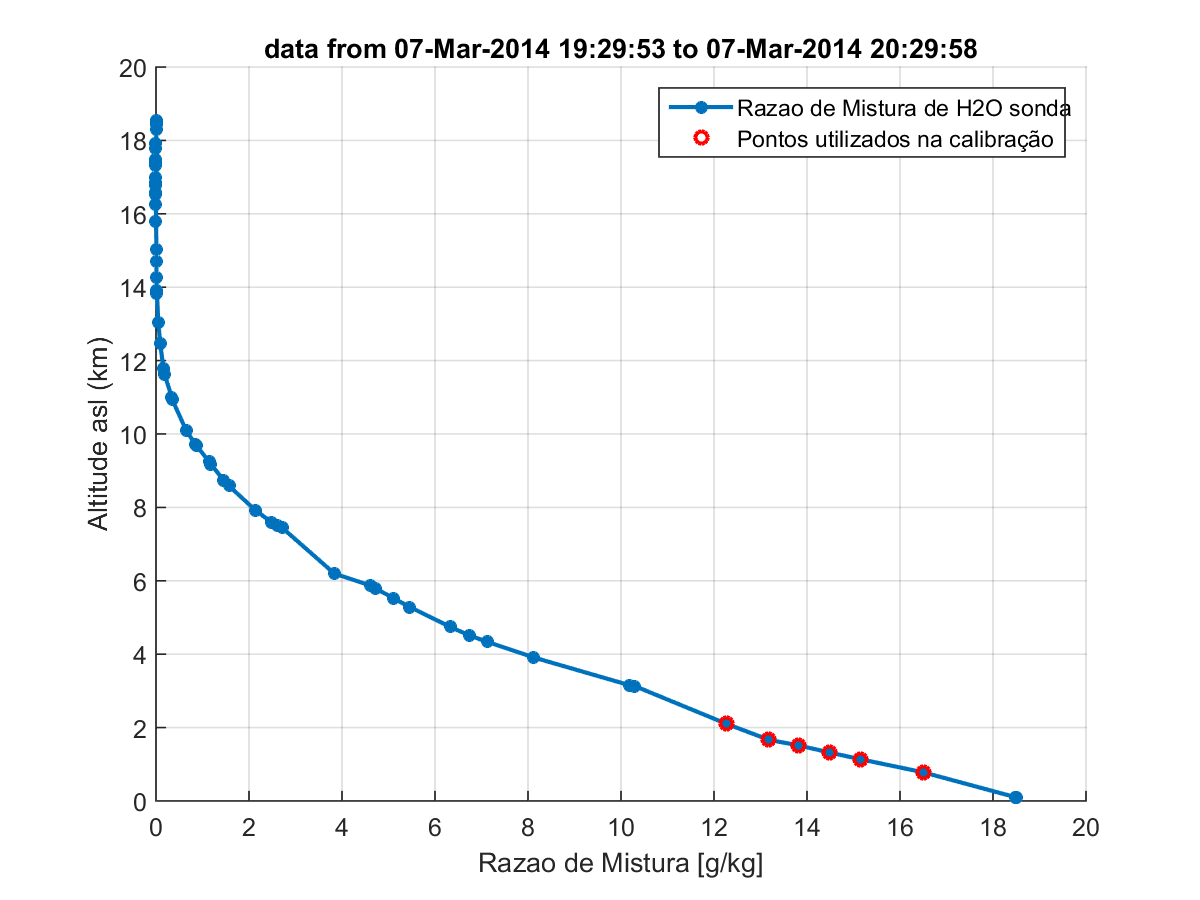 data from 07-Mar-2014 19:29:53 to 07-Mar-2014 20:29:58
Razao de Mistura de H2O sonda
Pontos utilizados na calibração
20
18
16
14
12
10
8
6
4
2
0
Altitude asl (km)
0 2 4 6 8 10 12 14 16 18 20
Razao de Mistura [g/kg]